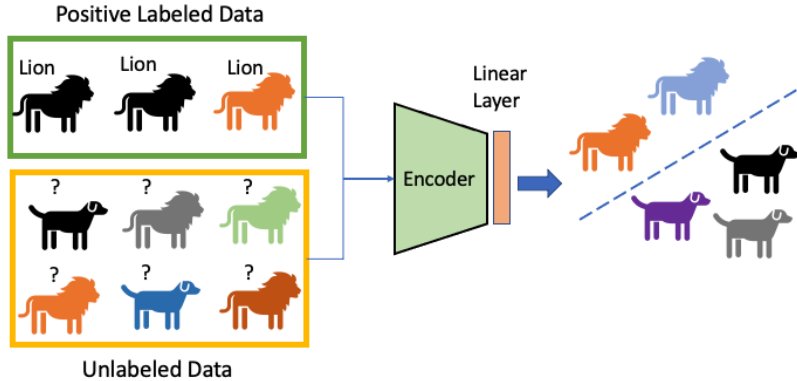 Positive Labeled Data
Lion
Lion
Lion
Linear
Layer
Encoder
? ? ?
? ? ?
Unlabeled Data